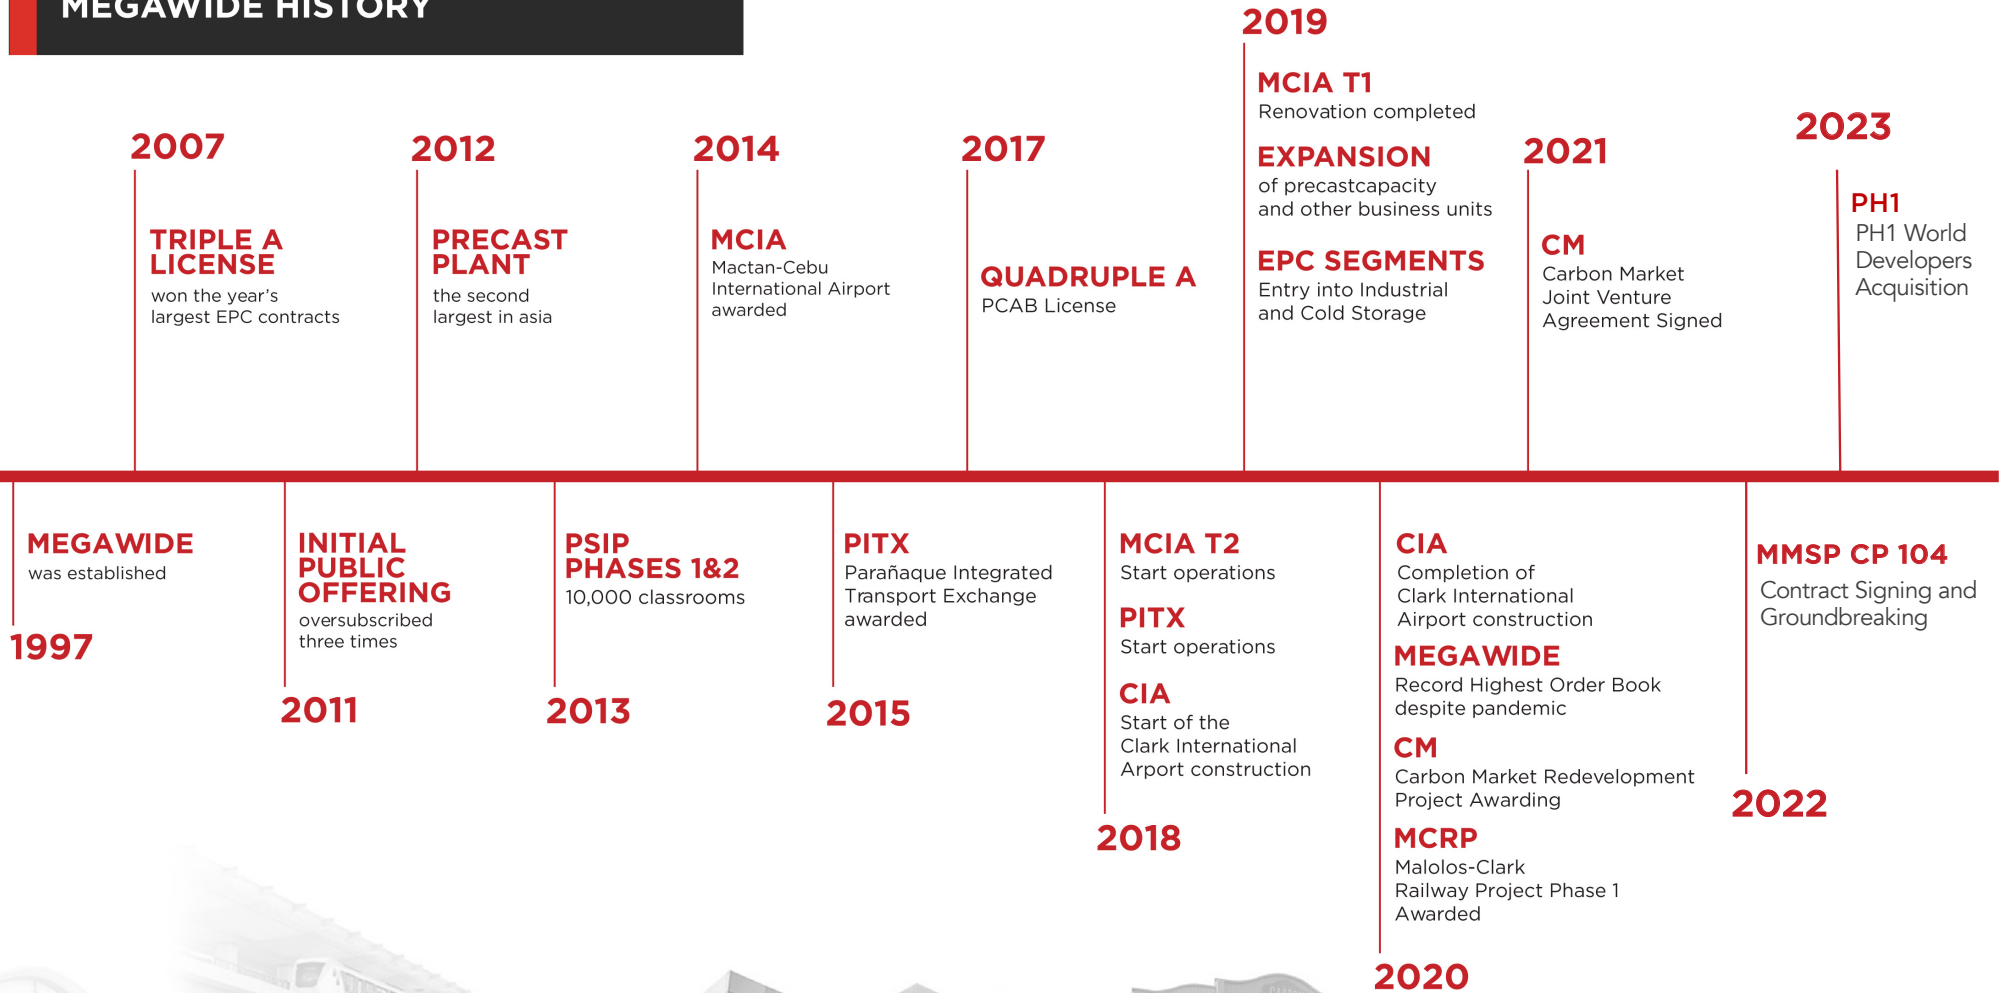 MEGAWIDE HISTORY
1997
MEGAWIDE
was established
2007
TRIPLE A
LICENSE
won the year's
largest EPC contracts
2011
INITIAL
PUBLIC
OFFERING
oversubscribed
three times
2012
PRECAST
PLANT
the second
largest in asia
2013
PSIP
PHASES 1&2
10,000 classrooms
2014
MCIA
Mactan-Cebu
International Airport
awarded
2015
PITX
Parañaque Integrated
Transport Exchange
awarded
2017
QUADRUPLE A
PCAB License
2018
MCIA T2
Start operations
PITX
Start operations
CIA
Start of the
Clark International
Arport construction
2019
MCIA T1
Renovation completed
EXPANSION
of precastcapacity
and other business units
EPC SEGMENTS
Entry into Industrial
and Cold Storage
2020
CIA
Completion of
Clark International
Airport construction
MEGAWIDE
Record Highest Order Book
despite pandemic
CM
Carbon Market Redevelopment
Project Awarding
MCRP
Malolos-Clark
Railway Project Phase 1
Awarded
2021
CM
Carbon Market
Joint Venture
Agreement Signed
2022
MMSP CP 104
Contract Signing and
Groundbreaking
2023
PH1
PH1 World
Developers
Acquisition